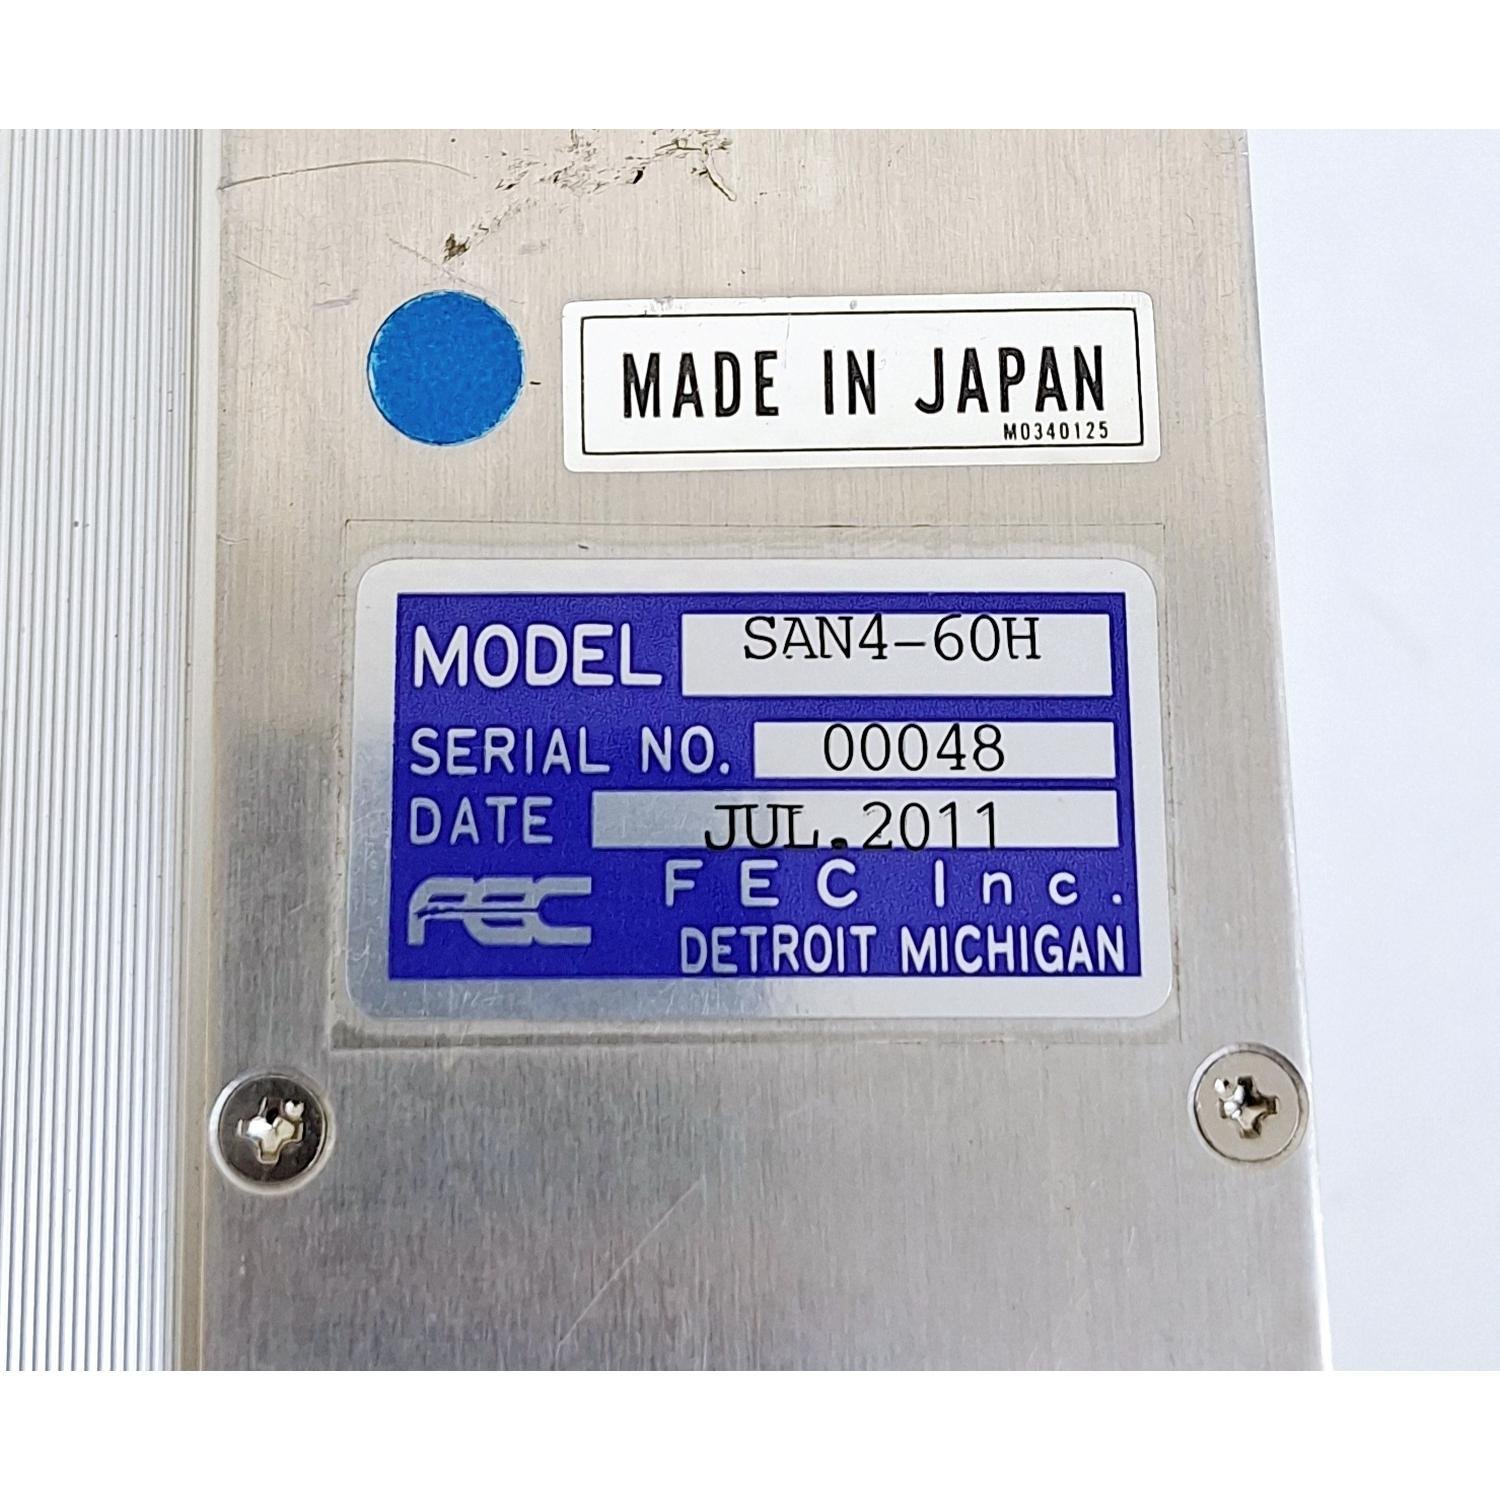 MADE IN JAPAN
M0340125
MODEL SAN4-60H
SERIAL NO. 00048
DATE JUL.2011
FEC FEC Inc.
DETROIT MICHIGAN